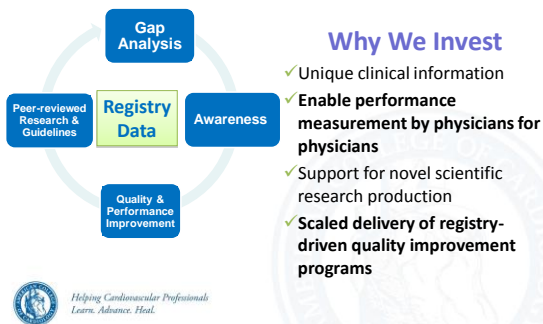 Gap
Analysis
Peer-reviewed
Research &
Guidelines
Registry
Data
Awareness
Quality &
Performance
Improvement
Why We Invest
✓Unique clinical information
✓Enable performance
measurement by physicians for
physicians
✓Support for novel scientific
research production
✓Scaled delivery of registry-
driven quality improvement
programs
Helping Cardiovascular Professionals
Learn. Advance. Heal.